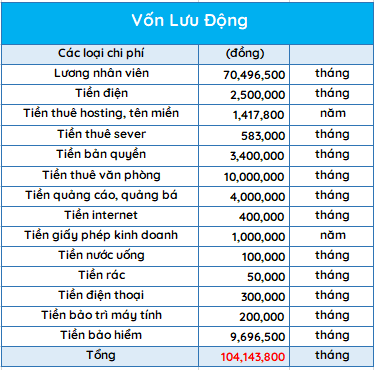 Vốn Lưu Động
Các loại chi phí (đồng)
Lương nhân viên 70,496,500 tháng
Tiền điện 2,500,000 tháng
Tiền thuê hosting, tên miền 1,417,800 năm
Tiền thuê sever 583,000 tháng
Tiền bản quyền 3,400,000 tháng
Tiền thuê văn phòng 10,000,000 tháng
Tiền quảng cáo, quảng bá 4,000,000 tháng
Tiền internet 400,000 tháng
Tiền giấy phép kinh doanh 1,000,000 năm
Tiền nước uống 100,000 tháng
Tiền rác 50,000 tháng
Tiền điện thoại 300,000 tháng
Tiền bảo trì máy tính 200,000 tháng
Tiền bảo hiểm 9,696,500 tháng
Tổng 104,143,800 tháng